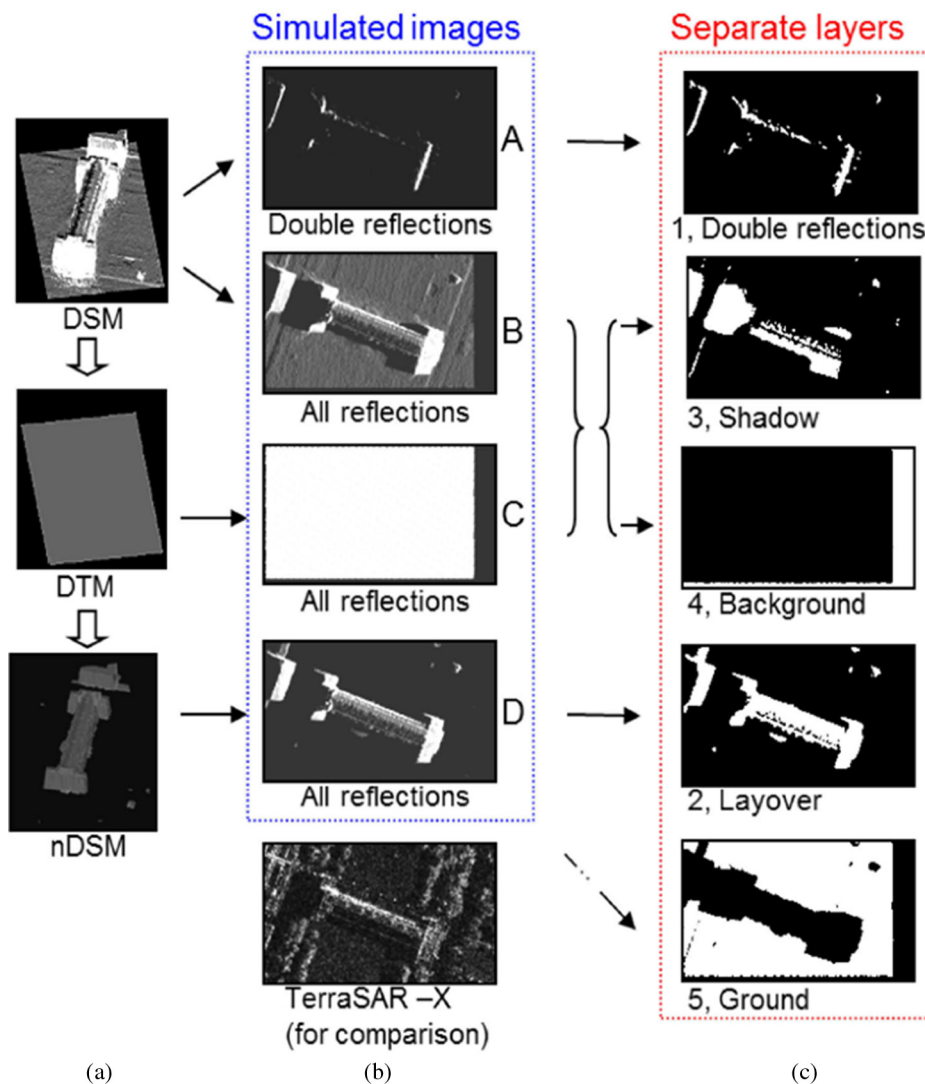 Simulated images
Separate layers
DSM
DTM
nDSM
A
Double reflections
B
All reflections
C
All reflections
D
All reflections
TerraSAR –X
(for comparison)
1, Double reflections
3, Shadow
4, Background
2, Layover
5, Ground
(a)
(b)
(c)